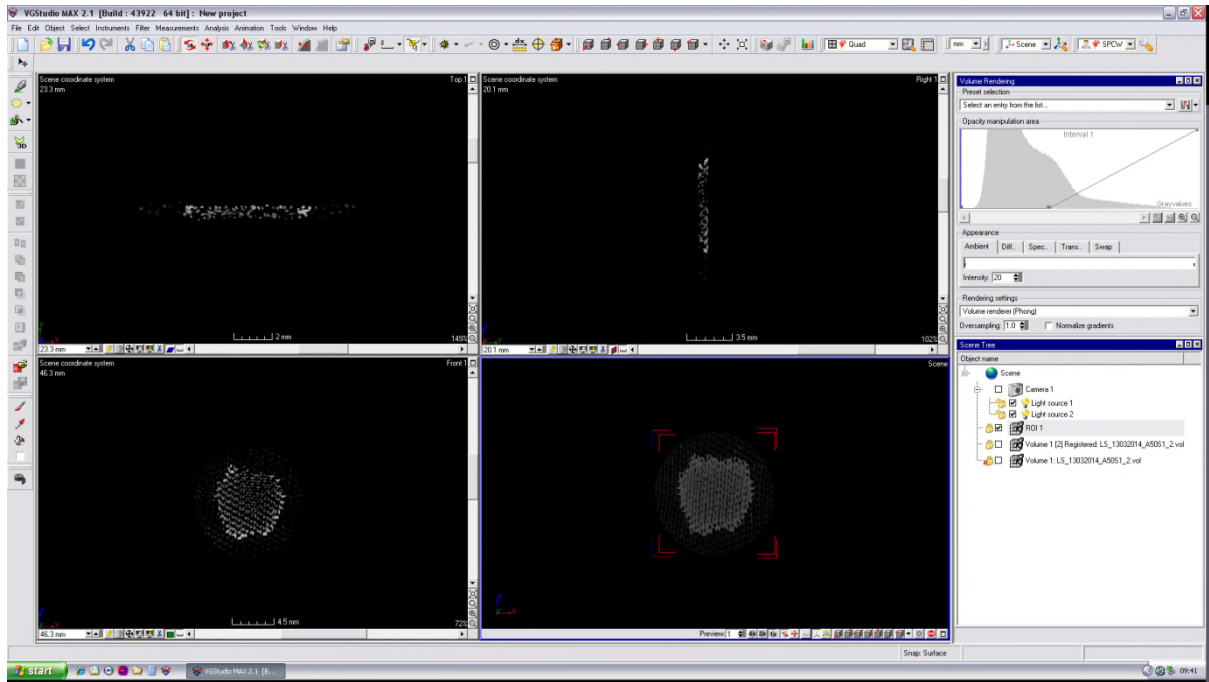 VGStudio MAX 2.1 [Build : 43922 64 bit] : New project
File Edit Object Select Instruments Filter Measurements Analysis Animation Tools Window Help
Quad
mm
Scene
SPCW
Scene coordinate system
Top 1
23.3 mm
2 mm
149%
23.3 mm
Scene coordinate system
Right 1
20.1 mm
3.5 mm
102%
20.1 mm
Scene coordinate system
Front 1
46.3 mm
4.5 mm
72%
46.3 mm
Scene
Preview: 1
Volume Rendering
Preset selection
Select an entry from the list...
Opacity manipulation area
Interval 1
Grayvalues
Appearance
Ambient Diff.. Spec.. Trans.. Swap
Intensity: 20
Rendering settings
Volume renderer (Phong)
Oversampling: 1.0 Normalize gradients
Scene Tree
Object name
Scene
Camera 1
Light source 1
Light source 2
ROI 1
Volume 1 [2] Registered: LS_13032014_A50S1_2.vol
Volume 1: LS_13032014_A50S1_2.vol
Snap: Surface
start
VGStudio MAX 2.1 [B...
09:41